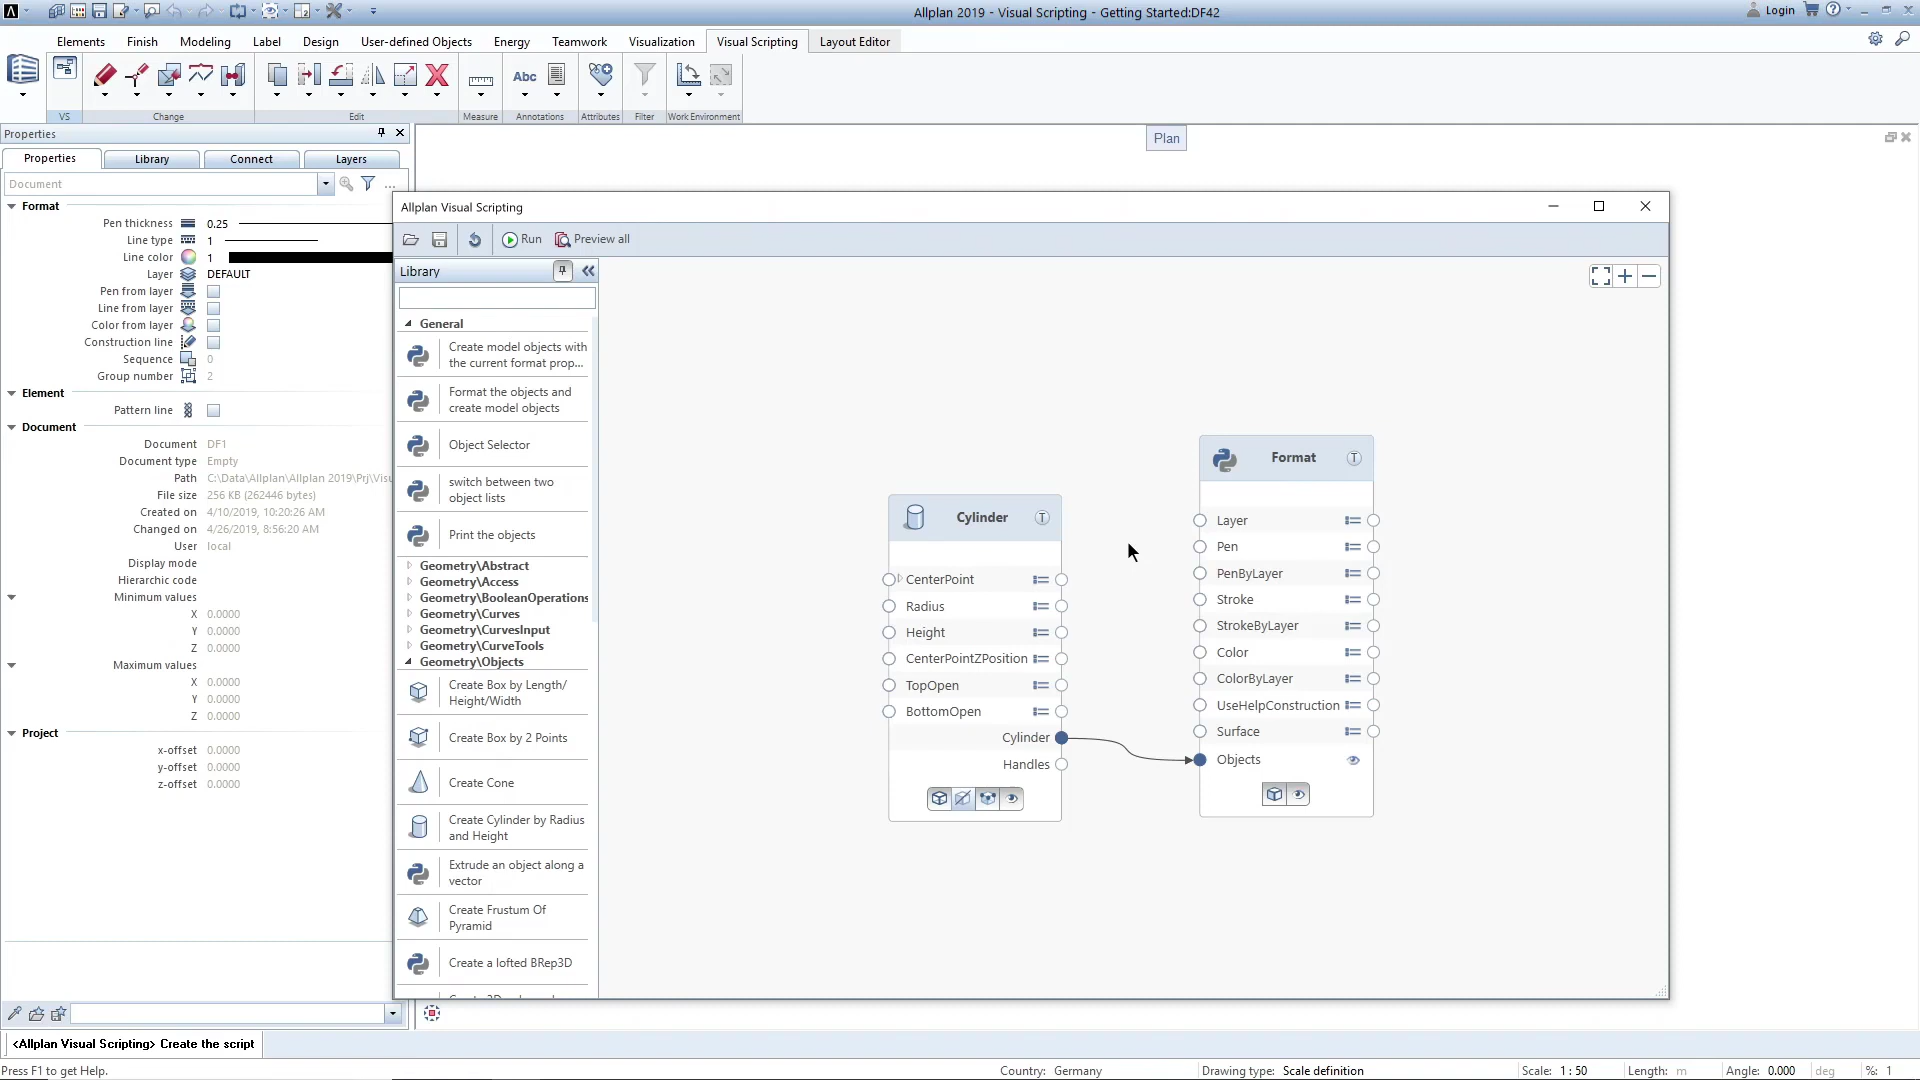 Allplan 2019 - Visual Scripting - Getting Started:DF42
Login
Elements Finish Modeling Label Design User-defined Objects Energy Teamwork Visualization Visual Scripting Layout Editor
Abc
VS Change Edit Measure Annotations Attributes Filter Work Environment
Properties
Properties Library Connect Layers
Document
Format
Pen thickness 0.25
Line type 1
Line color 1
Layer DEFAULT
Pen from layer
Line from layer
Color from layer
Construction line
Sequence 0
Group number 2
Element
Pattern line
Document
Document DF1
Document type Empty
Path C:\Data\Allplan\Allplan 2019\Prj\Visu
File size 256 KB (262446 bytes)
Created on 4/10/2019, 10:20:26 AM
Changed on 4/26/2019, 8:56:20 AM
User local
Display mode
Hierarchic code
Minimum values
X 0.0000
Y 0.0000
Z 0.0000
Maximum values
X 0.0000
Y 0.0000
Z 0.0000
Project
x-offset 0.0000
y-offset 0.0000
z-offset 0.0000
Plan
Allplan Visual Scripting
Run Preview all
Library
General
Create model objects with
the current format prop...
Format the objects and
create model objects
Object Selector
switch between two
object lists
Print the objects
Geometry\Abstract
Geometry\Access
Geometry\BooleanOperations
Geometry\Curves
Geometry\CurvesInput
Geometry\CurveTools
Geometry\Objects
Create Box by Length/
Height/Width
Create Box by 2 Points
Create Cone
Create Cylinder by Radius
and Height
Extrude an object along a
vector
Create Frustum Of
Pyramid
Create a lofted BRep3D
Cylinder T
CenterPoint
Radius
Height
CenterPointZPosition
TopOpen
BottomOpen
Cylinder
Handles
Format T
Layer
Pen
PenByLayer
Stroke
StrokeByLayer
Color
ColorByLayer
UseHelpConstruction
Surface
Objects
<Allplan Visual Scripting> Create the script
Press F1 to get Help.
Country: Germany
Drawing type: Scale definition
Scale: 1 : 50
Length: m
Angle: 0.000 deg
%: 1